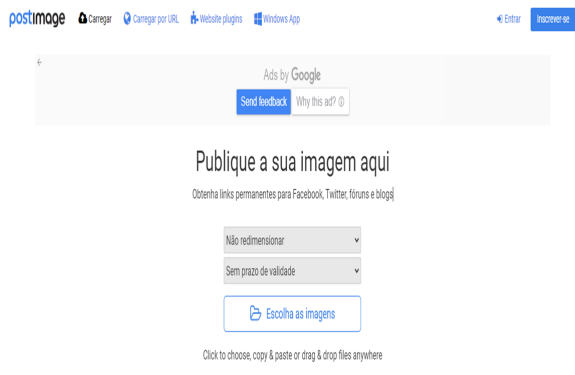 postimage Carregar Carregar por URL Website plugins Windows App Entrar Inscrever-se
Ads by Google
Send feedback Why this ad?
Publique a sua imagem aqui
Obtenha links permanentes para Facebook, Twitter, fóruns e blogs
Não redimensionar
Sem prazo de validade
Escolha as imagens
Click to choose, copy & paste or drag & drop files anywhere